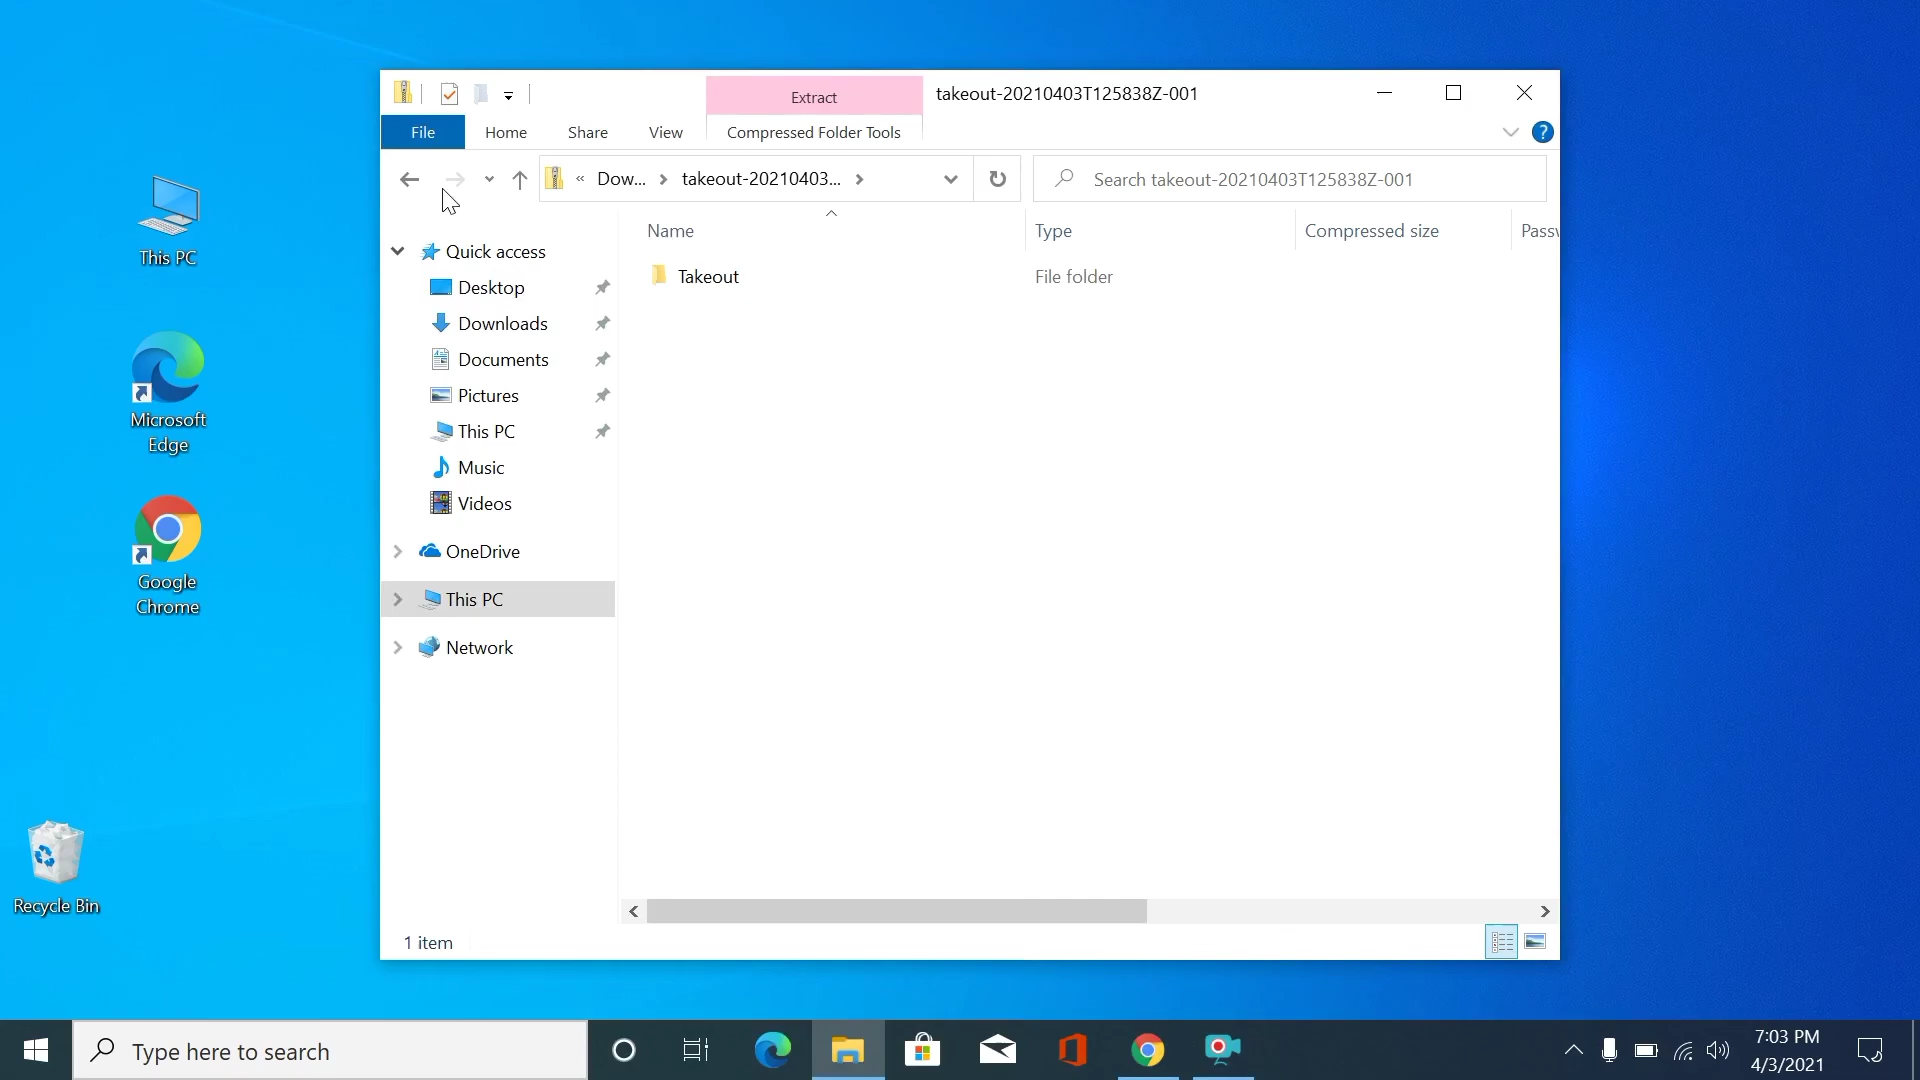 Extract
takeout-20210403T125838Z-001
File
Home
Share
View
Compressed Folder Tools
?
« Dow... > takeout-20210403... >
Search takeout-20210403T125838Z-001
Name
Type
Compressed size
Passw
Takeout
File folder
Quick access
Desktop
Downloads
Documents
Pictures
This PC
Music
Videos
OneDrive
This PC
Network
1 item
This PC
Microsoft
Edge
Google
Chrome
Recycle Bin
Type here to search
7:03 PM
4/3/2021